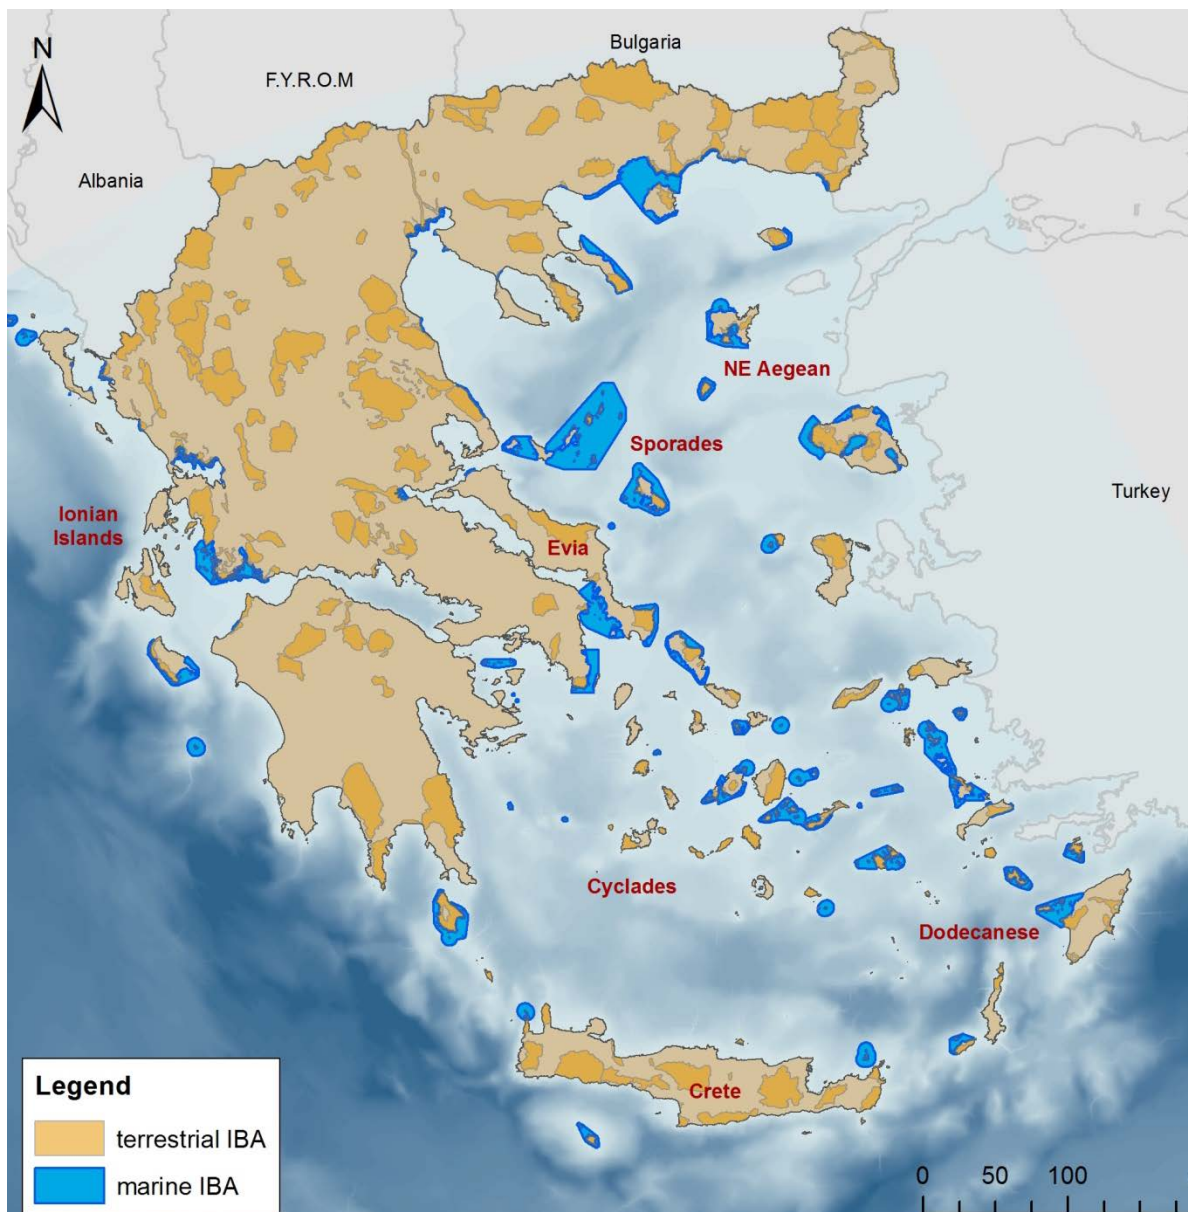 N
Bulgaria
F.Y.R.O.M
Albania
NE Aegean
Sporades
Turkey
Ionian
Islands
Evia
Cyclades
Dodecanese
Crete
Legend
terrestrial IBA
marine IBA
0 50 100